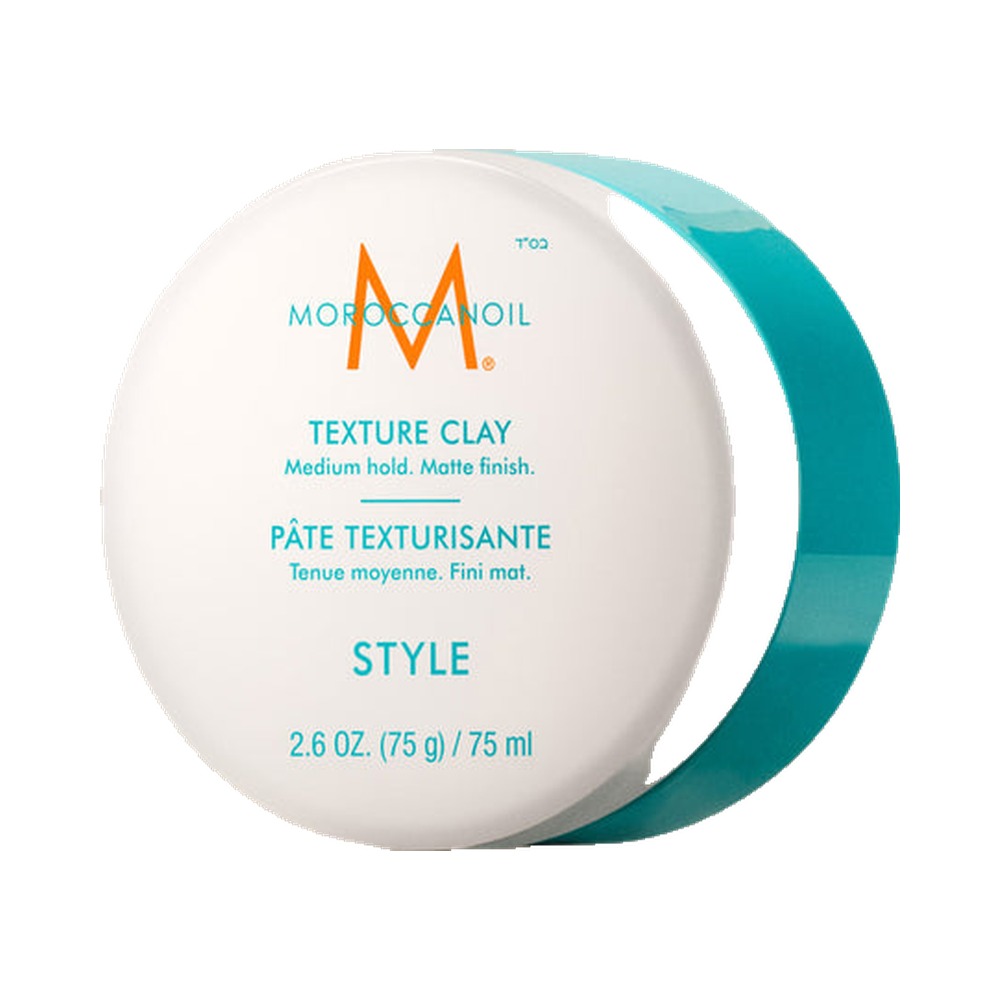 בס"ד
M
MOROCCANOIL
®
TEXTURE CLAY
Medium hold. Matte finish.
PÂTE TEXTURISANTE
Tenue moyenne. Fini mat.
STYLE
2.6 OZ. (75 g) / 75 ml